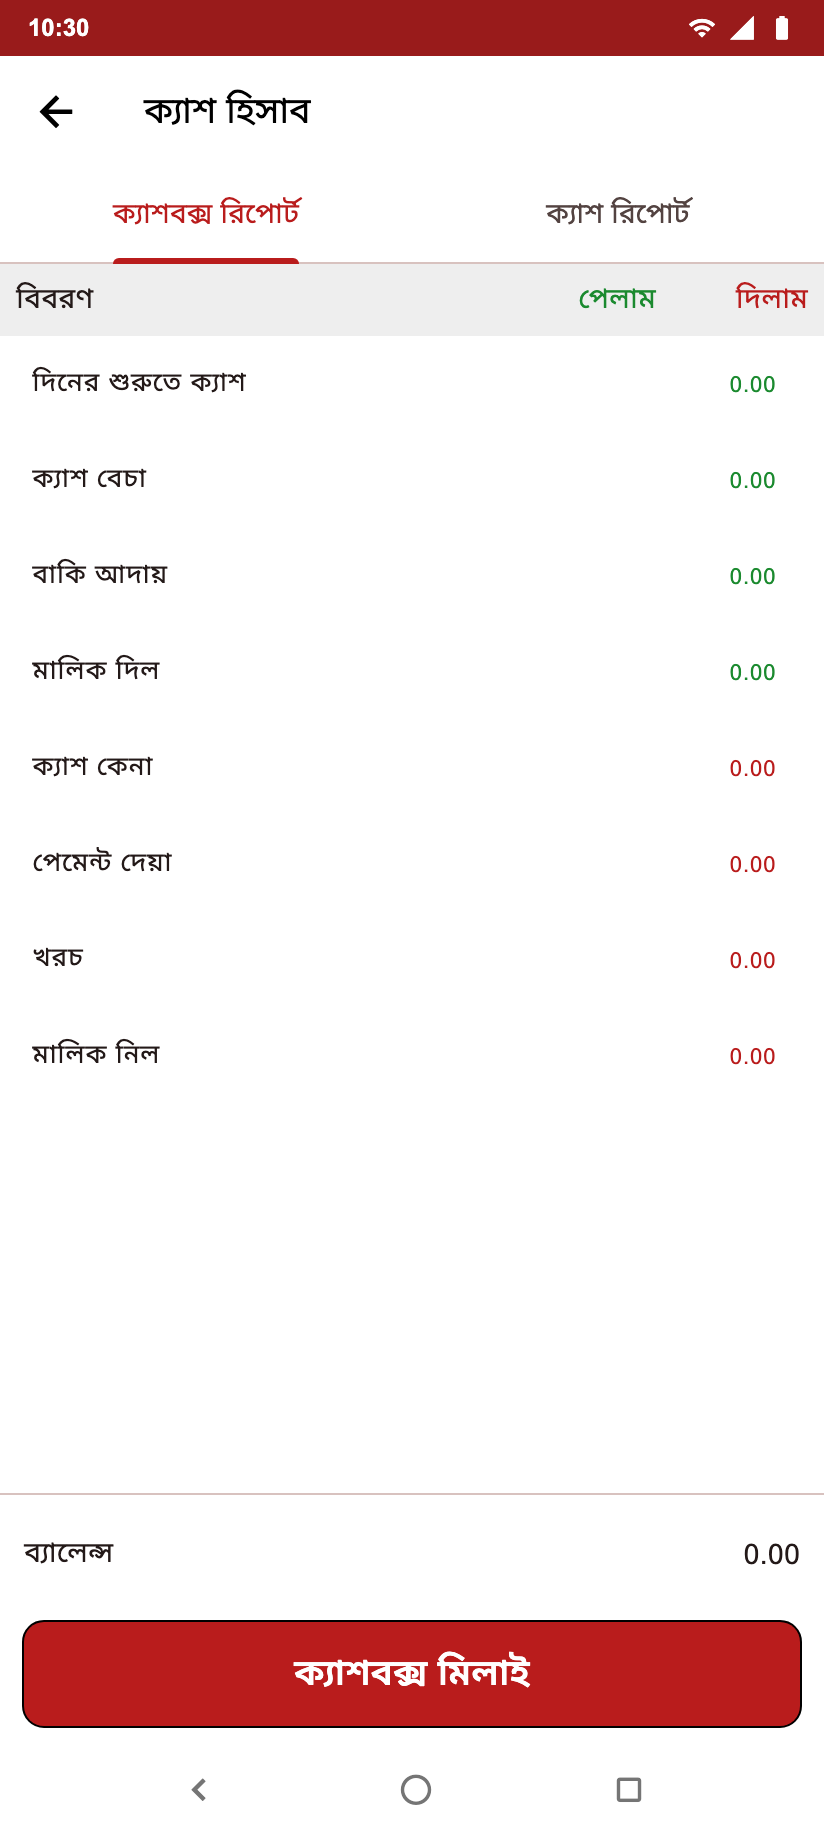 10:30
ক্যাশ হিসাব
ক্যাশবক্স রিপোর্ট ক্যাশ রিপোর্ট
বিবরণ পেলাম দিলাম
দিনের শুরুতে ক্যাশ 0.00
ক্যাশ বেচা 0.00
বাকি আদায় 0.00
মালিক দিল 0.00
ক্যাশ কেনা 0.00
পেমেন্ট দেয়া 0.00
খরচ 0.00
মালিক নিল 0.00
ব্যালেন্স 0.00
ক্যাশবক্স মিলাই